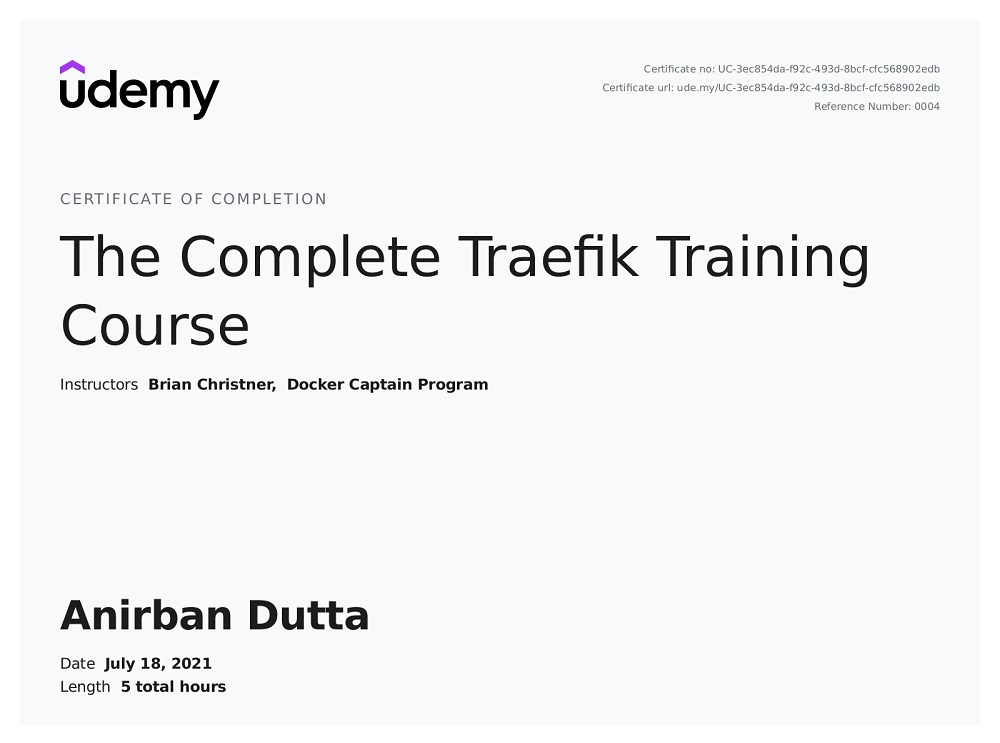 udemy
Certificate no: UC-3ec854da-f92c-493d-8bcf-cfc568902edb
Certificate url: ude.my/UC-3ec854da-f92c-493d-8bcf-cfc568902edb
Reference Number: 0004
CERTIFICATE OF COMPLETION
The Complete Traefik Training
Course
Instructors Brian Christner, Docker Captain Program
Anirban Dutta
Date July 18, 2021
Length 5 total hours